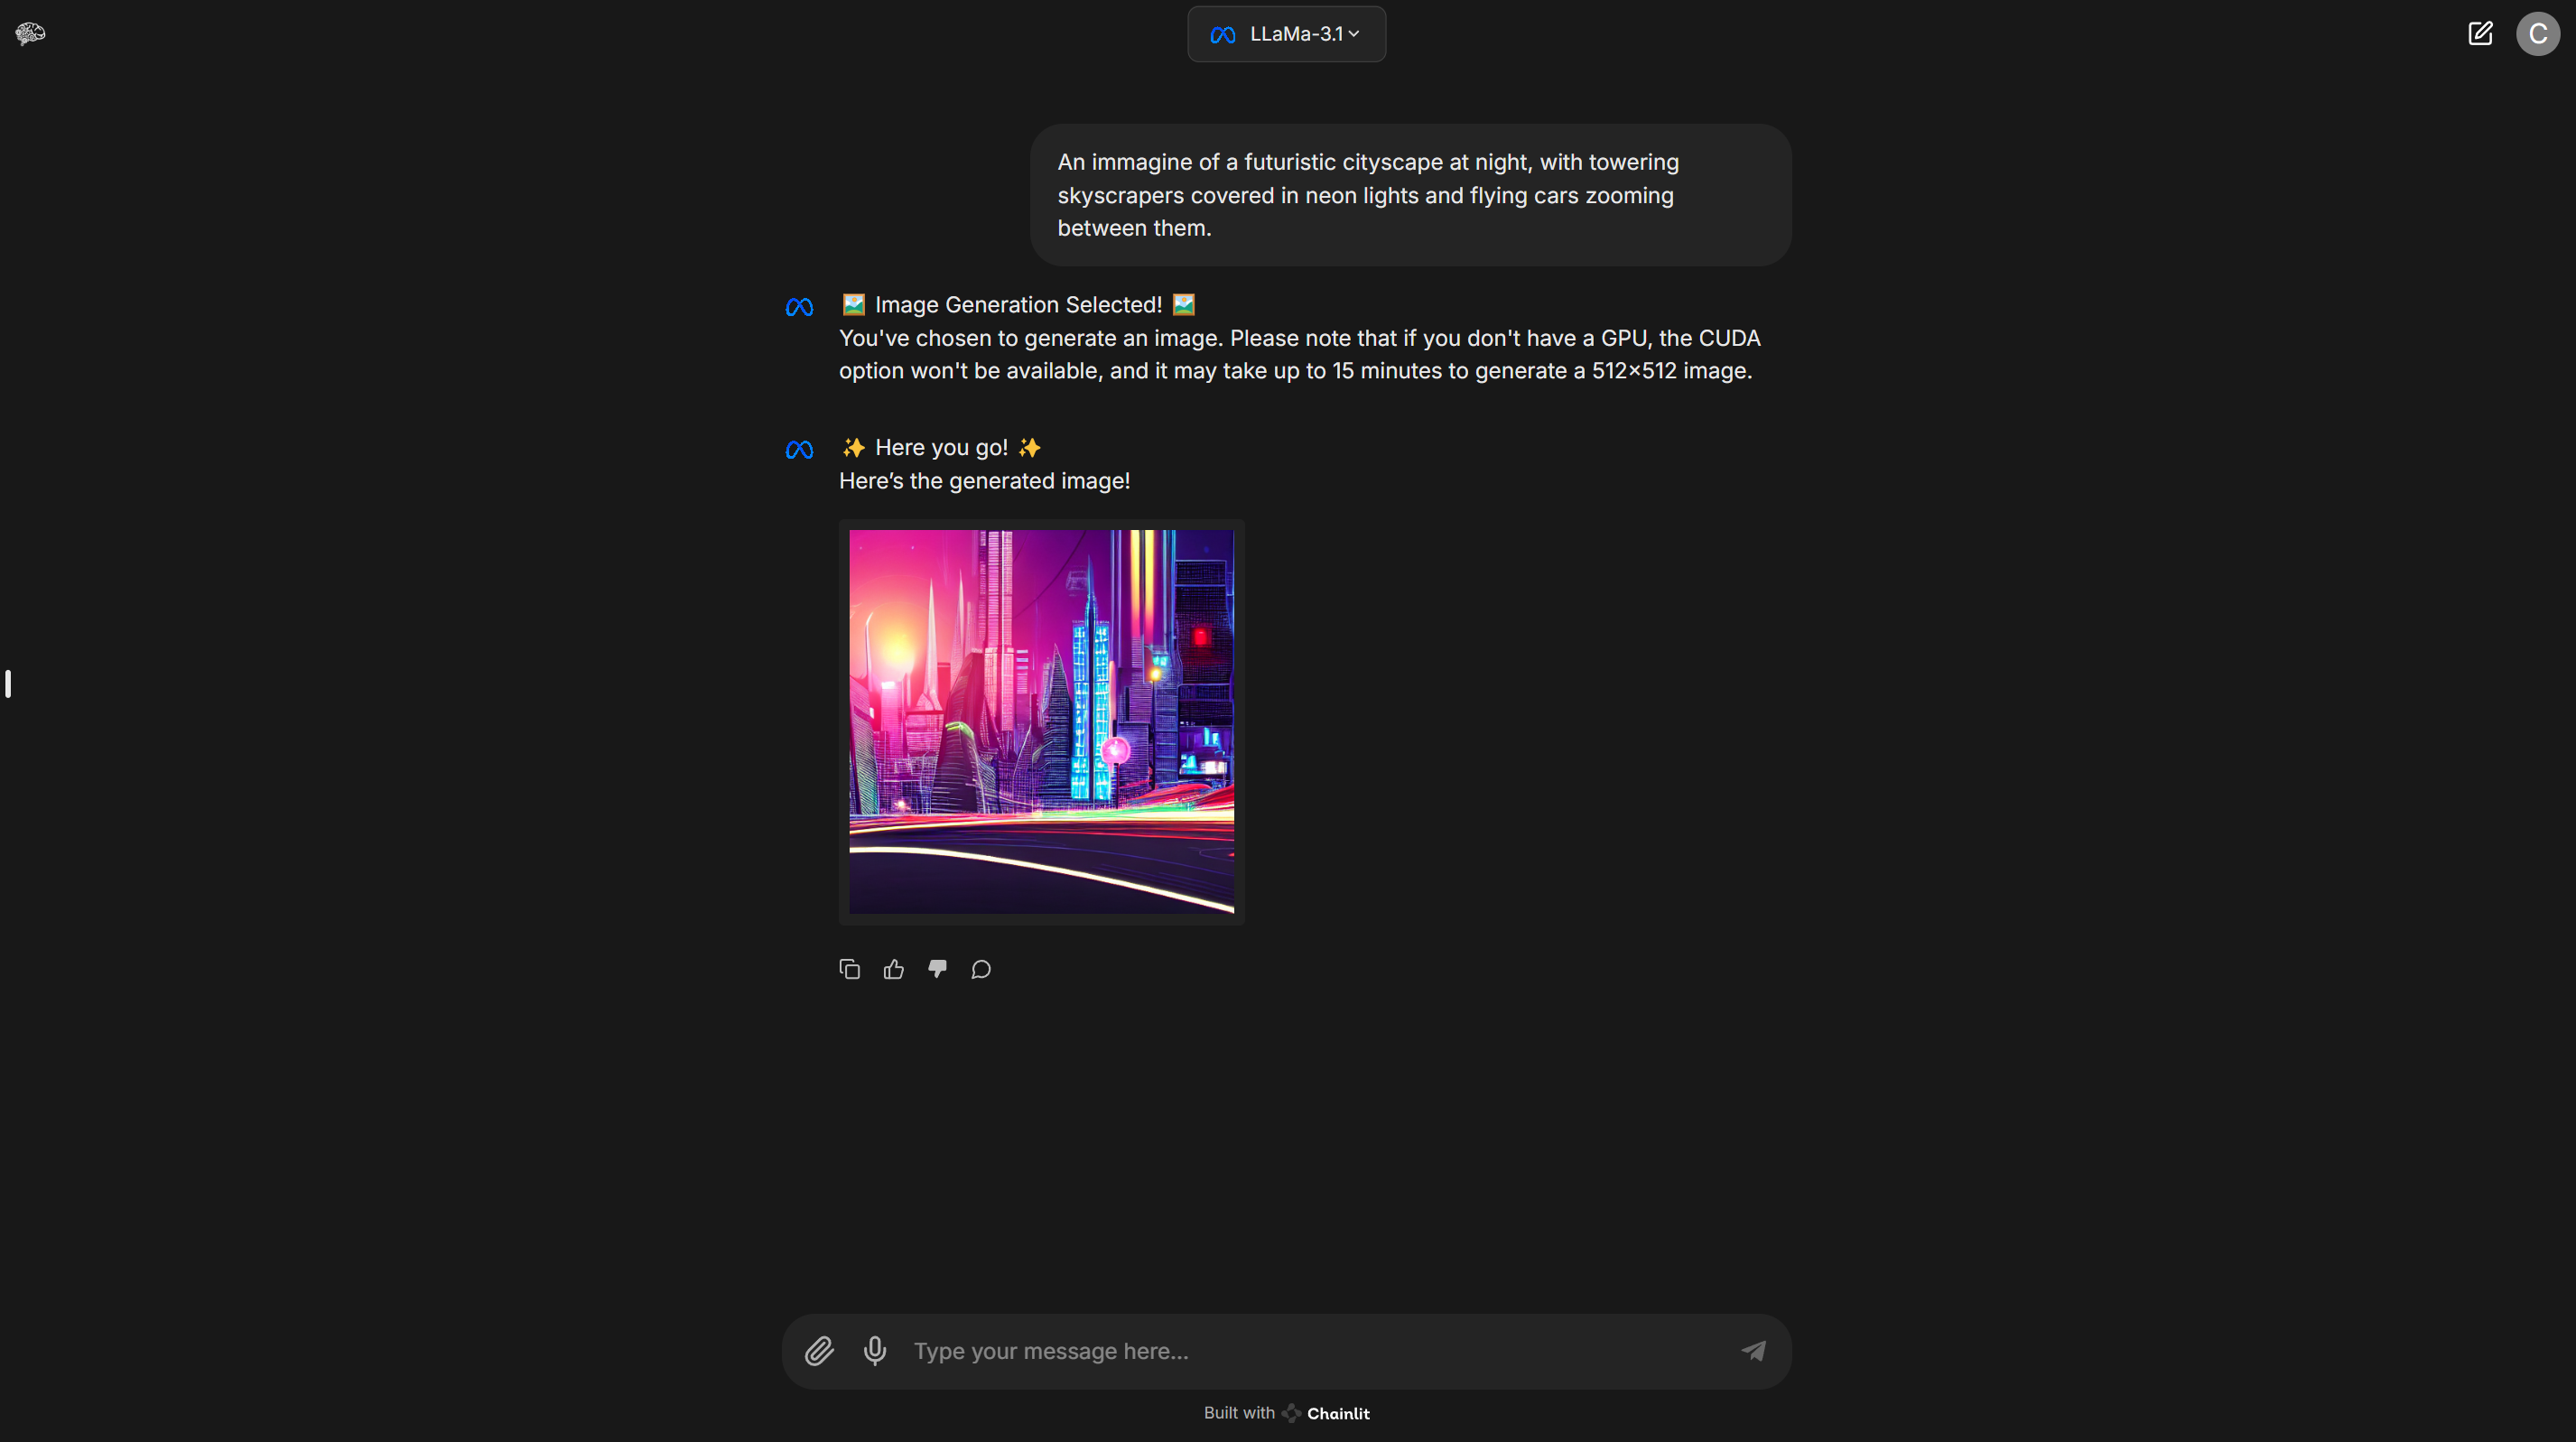 LLaMa-3.1
C
An immagine of a futuristic cityscape at night, with towering
skyscrapers covered in neon lights and flying cars zooming
between them.
🖼️ Image Generation Selected! 🖼️
You've chosen to generate an image. Please note that if you don't have a GPU, the CUDA
option won't be available, and it may take up to 15 minutes to generate a 512×512 image.
✨ Here you go! ✨
Here’s the generated image!
Type your message here...
Built with Chainlit